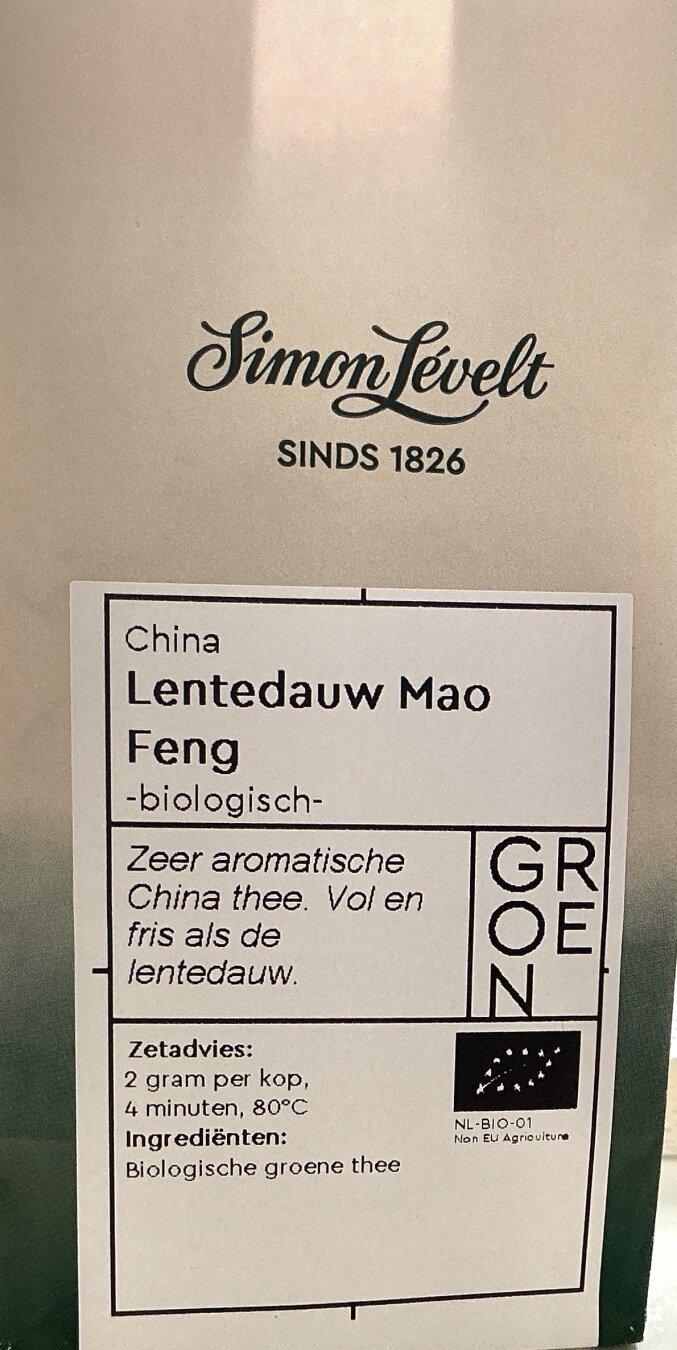 Simon Lévelt
SINDS 1826
China
Lentedauw Mao
Feng
-biologisch-
Zeer aromatische
China thee. Vol en
fris als de
lentedauw.
GR
OE
N
Zetadvies:
2 gram per kop,
4 minuten, 80°C
Ingrediënten:
Biologische groene thee
NL-BIO-01
Non EU Agriculture